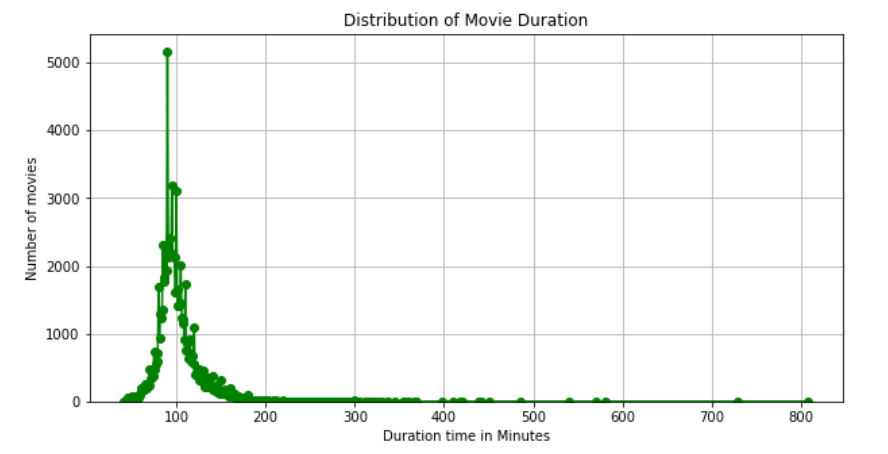 Distribution of Movie Duration
5000
4000
3000
2000
1000
0
Number of movies
100 200 300 400 500 600 700 800
Duration time in Minutes